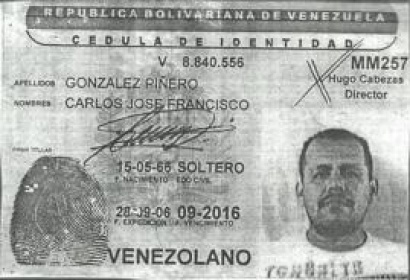 REPUBLICA BOLIVARIANA DE VENEZUELA
CEDULA DE IDENTIDAD
V. 8.840.556
MM257
Hugo Cabezas
Director
APELLIDOS GONZALEZ PIÑERO
NOMBRES CARLOS JOSE FRANCISCO
FIRMA TITULAR
15-05-66 SOLTERO
F. NACIMIENTO EDO CIVIL
28-09-06 09-2016
F. EXPEDICION F. VENCIMIENTO
VENEZOLANO